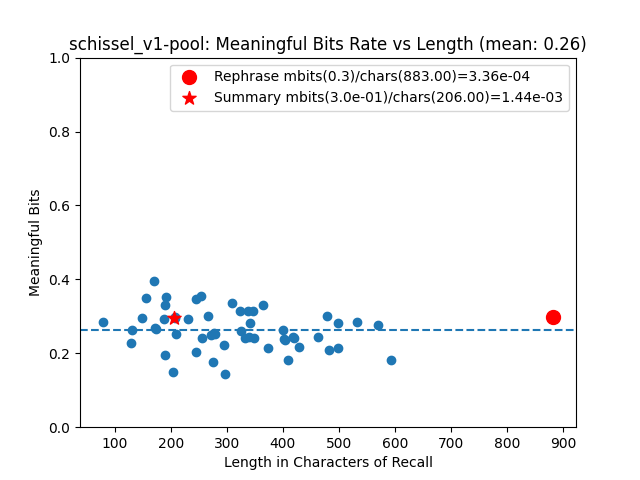 schissel_v1-pool: Meaningful Bits Rate vs Length (mean: 0.26)
Rephrase mbits(0.3)/chars(883.00)=3.36e-04
Summary mbits(3.0e-01)/chars(206.00)=1.44e-03
Meaningful Bits
1.0
0.8
0.6
0.4
0.2
0.0
100 200 300 400 500 600 700 800 900
Length in Characters of Recall